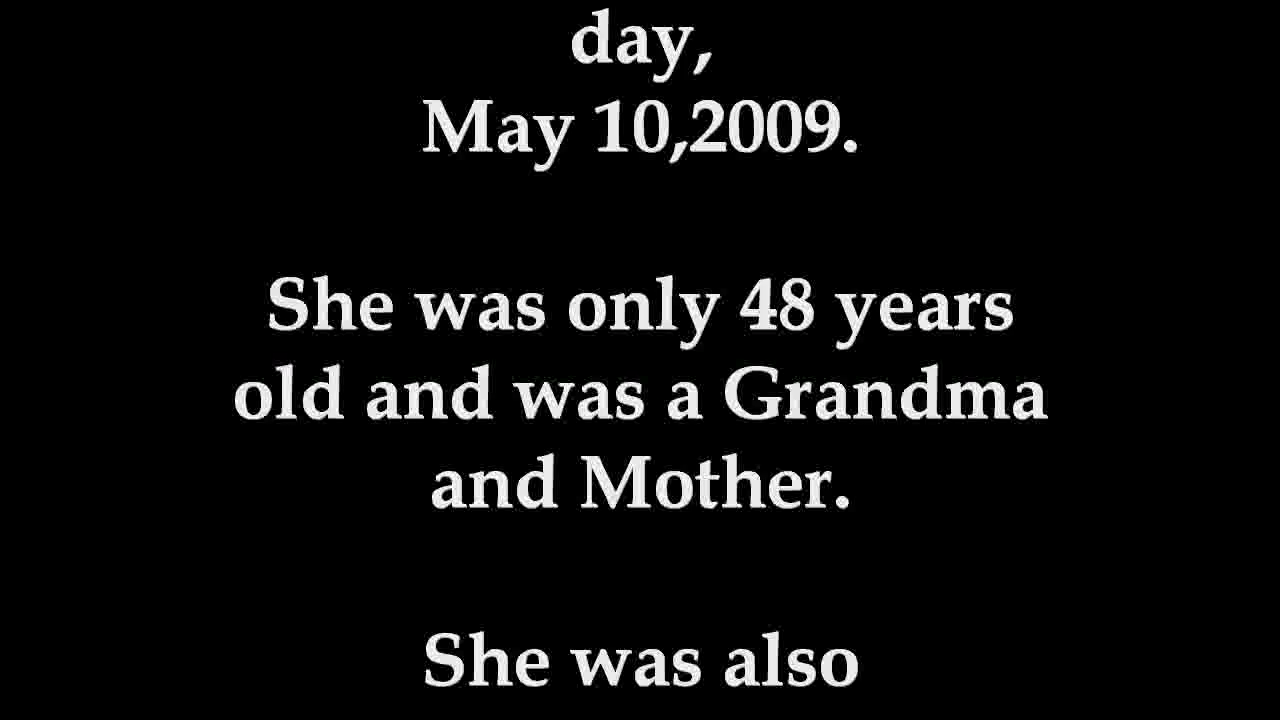 day,
May 10,2009.
She was only 48 years
old and was a Grandma
and Mother.
She was also